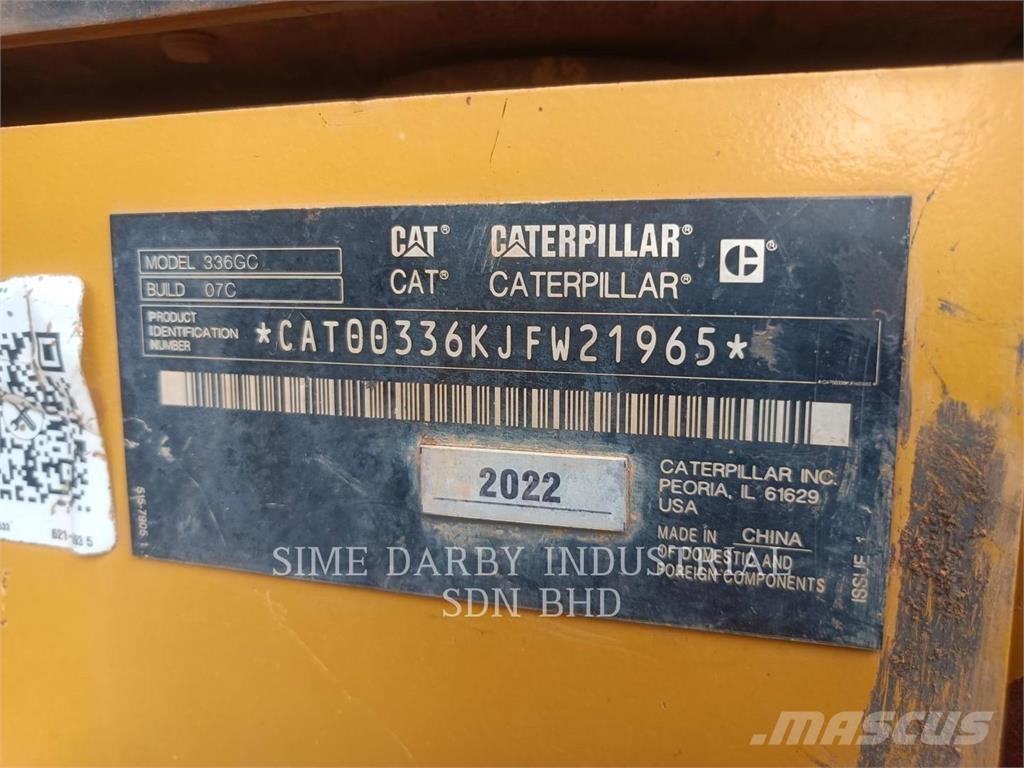 CAT® CATERPILLAR® ®
CAT® CATERPILLAR®
MODEL 336GC
BUILD 07C
PRODUCT
IDENTIFICATION
NUMBER
*CAT00336KJFW21965*
2022
CATERPILLAR INC.
PEORIA, IL 61629
USA
MADE IN CHINA
OF DOMESTIC AND
FOREIGN COMPONENTS
ISSUE 1
SIME DARBY INDUSTRIAL
SDN BHD
MASCUS